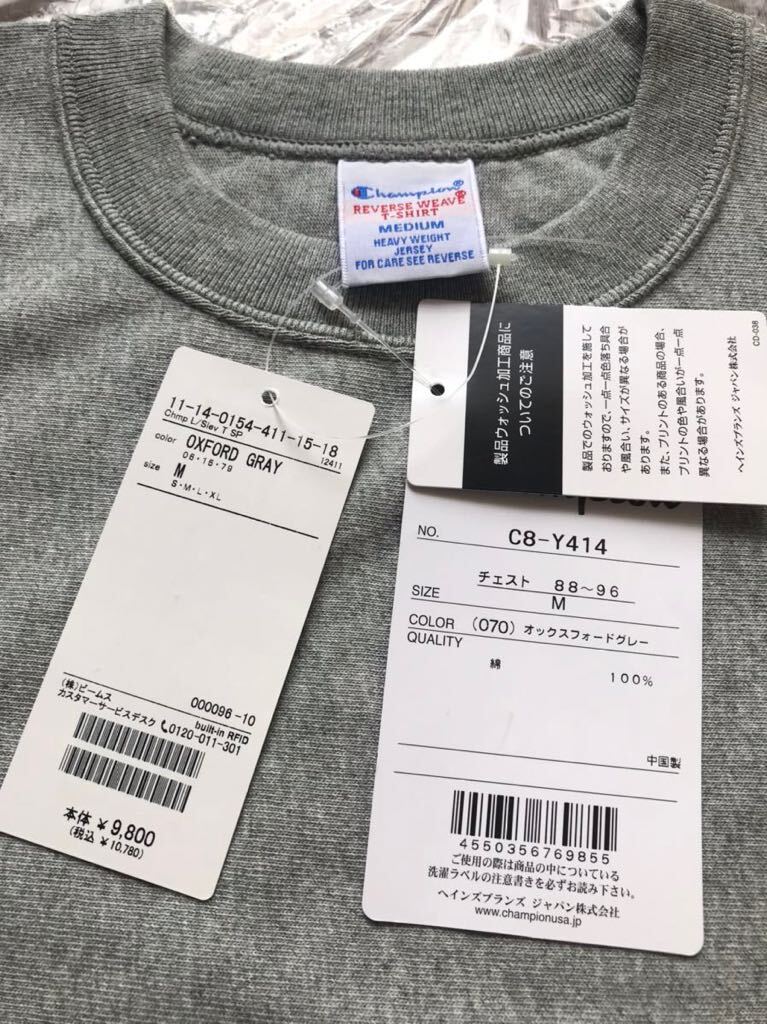 Champion®
REVERSE WEAVE®
T-SHIRT
MEDIUM
HEAVY WEIGHT
JERSEY
FOR CARE SEE REVERSE
11-14-0154-411-15-18
Chmp L/Slev T SP
12411
color OXFORD GRAY
06・16・79
size M
S・M・L・XL
000096-10
(株)ビームス
built-in RFID
カスタマーサービスデスク 0120-011-301
本体 ¥9,800
(税込 ¥10,780)
製品ウォッシュ加工商品に
ついてのご注意
製品でのウォッシュ加工を施して
おりますので、一点一点色落ち具合
や風合い、サイズが異なる場合が
あります。
また、プリントのある商品の場合、
プリントの色や風合いが一点一点
異なる場合があります。
ヘインズブランズ ジャパン株式会社
CD-038
NO. C8-Y414
チェスト 88～96
SIZE M
COLOR (070) オックスフォードグレー
QUALITY
綿 100%
中国製
4550356769855
ご使用の際は商品の中についている
洗濯ラベルの注意書きを必ずお読み下さい。
ヘインズブランズ ジャパン株式会社
www.championusa.jp